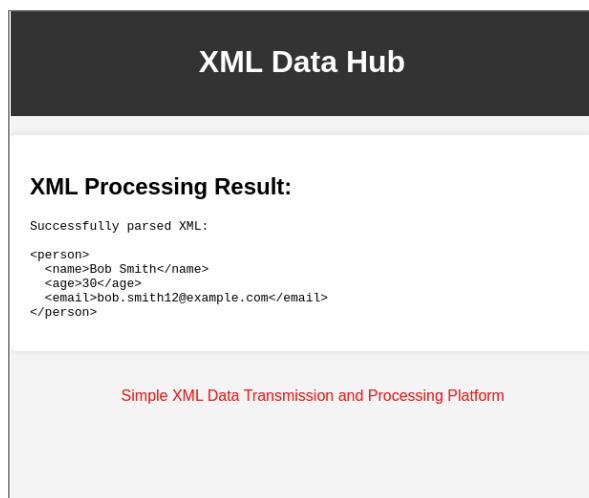 XML Data Hub
XML Processing Result:
Successfully parsed XML:
<person>
  <name>Bob Smith</name>
  <age>30</age>
  <email>bob.smith12@example.com</email>
</person>
Simple XML Data Transmission and Processing Platform